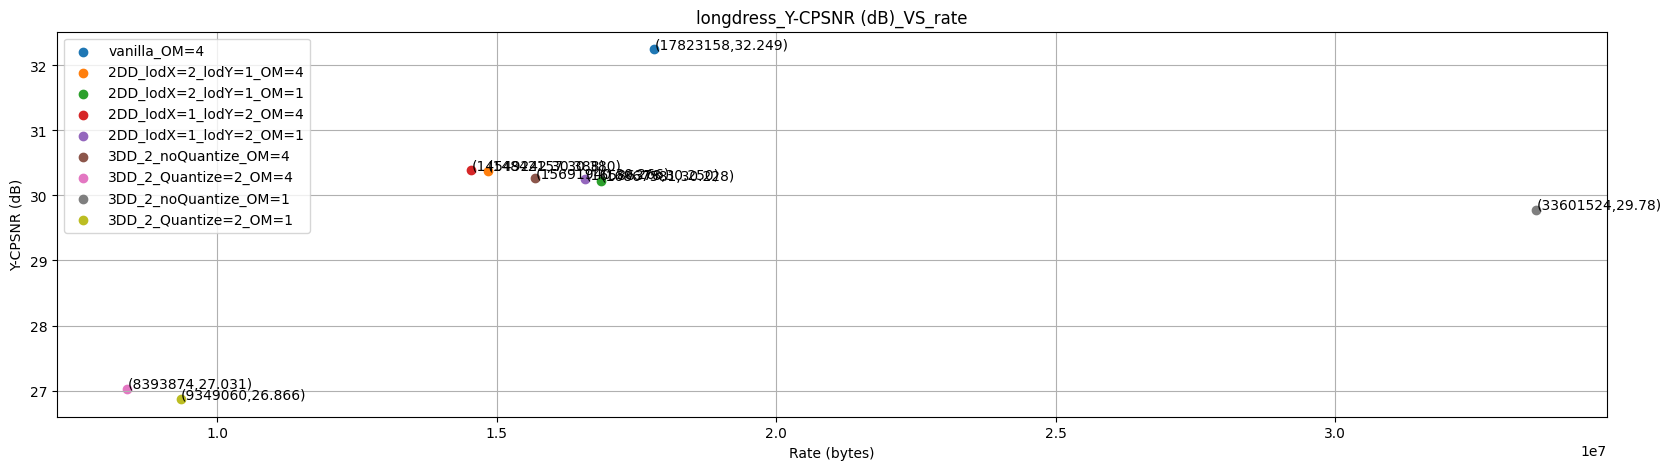 longdress_Y-CPSNR (dB)_VS_rate
Y-CPSNR (dB)
32
31
30
29
28
27
vanilla_OM=4
2DD_lodX=2_lodY=1_OM=4
2DD_lodX=2_lodY=1_OM=1
2DD_lodX=1_lodY=2_OM=4
2DD_lodX=1_lodY=2_OM=1
3DD_2_noQuantize_OM=4
3DD_2_Quantize=2_OM=4
3DD_2_noQuantize_OM=1
3DD_2_Quantize=2_OM=1
(17823158,32.249)
(33601524,29.78)
(8393874,27.031)
(9349060,26.866)
1.0
1.5
2.0
2.5
3.0
1e7
Rate (bytes)